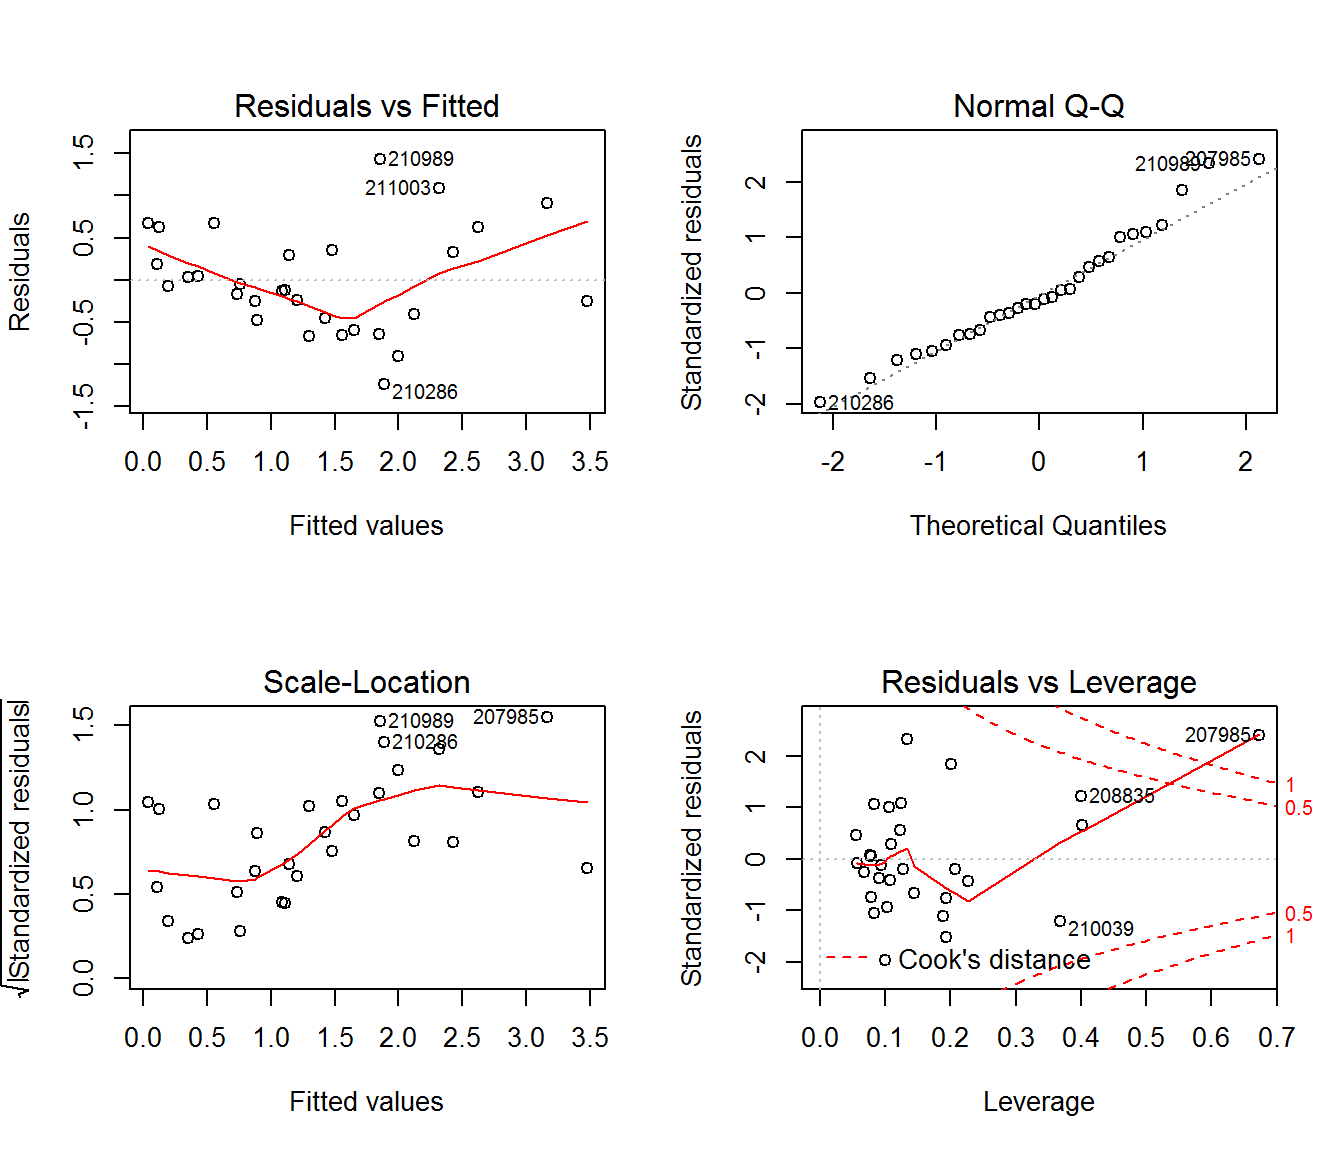 Residuals vs Fitted
Residuals
1.5
0.5
-0.5
-1.5
210989
211003
210286
0.0 0.5 1.0 1.5 2.0 2.5 3.0 3.5
Fitted values
Normal Q-Q
Standardized residuals
2
1
0
-1
-2
210989
207985
210286
-2 -1 0 1 2
Theoretical Quantiles
Scale-Location
√|Standardized residuals|
1.5
1.0
0.5
0.0
210989
207985
210286
0.0 0.5 1.0 1.5 2.0 2.5 3.0 3.5
Fitted values
Residuals vs Leverage
Standardized residuals
2
1
0
-1
-2
207985
208835
210039
1
0.5
0.5
1
Cook's distance
0.0 0.1 0.2 0.3 0.4 0.5 0.6 0.7
Leverage